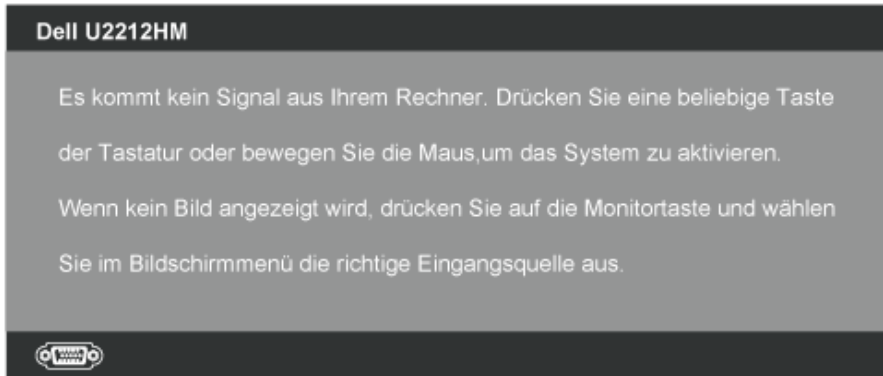 Dell U2212HM
Es kommt kein Signal aus Ihrem Rechner. Drücken Sie eine beliebige Taste
der Tastatur oder bewegen Sie die Maus,um das System zu aktivieren.
Wenn kein Bild angezeigt wird, drücken Sie auf die Monitortaste und wählen
Sie im Bildschirmmenü die richtige Eingangsquelle aus.